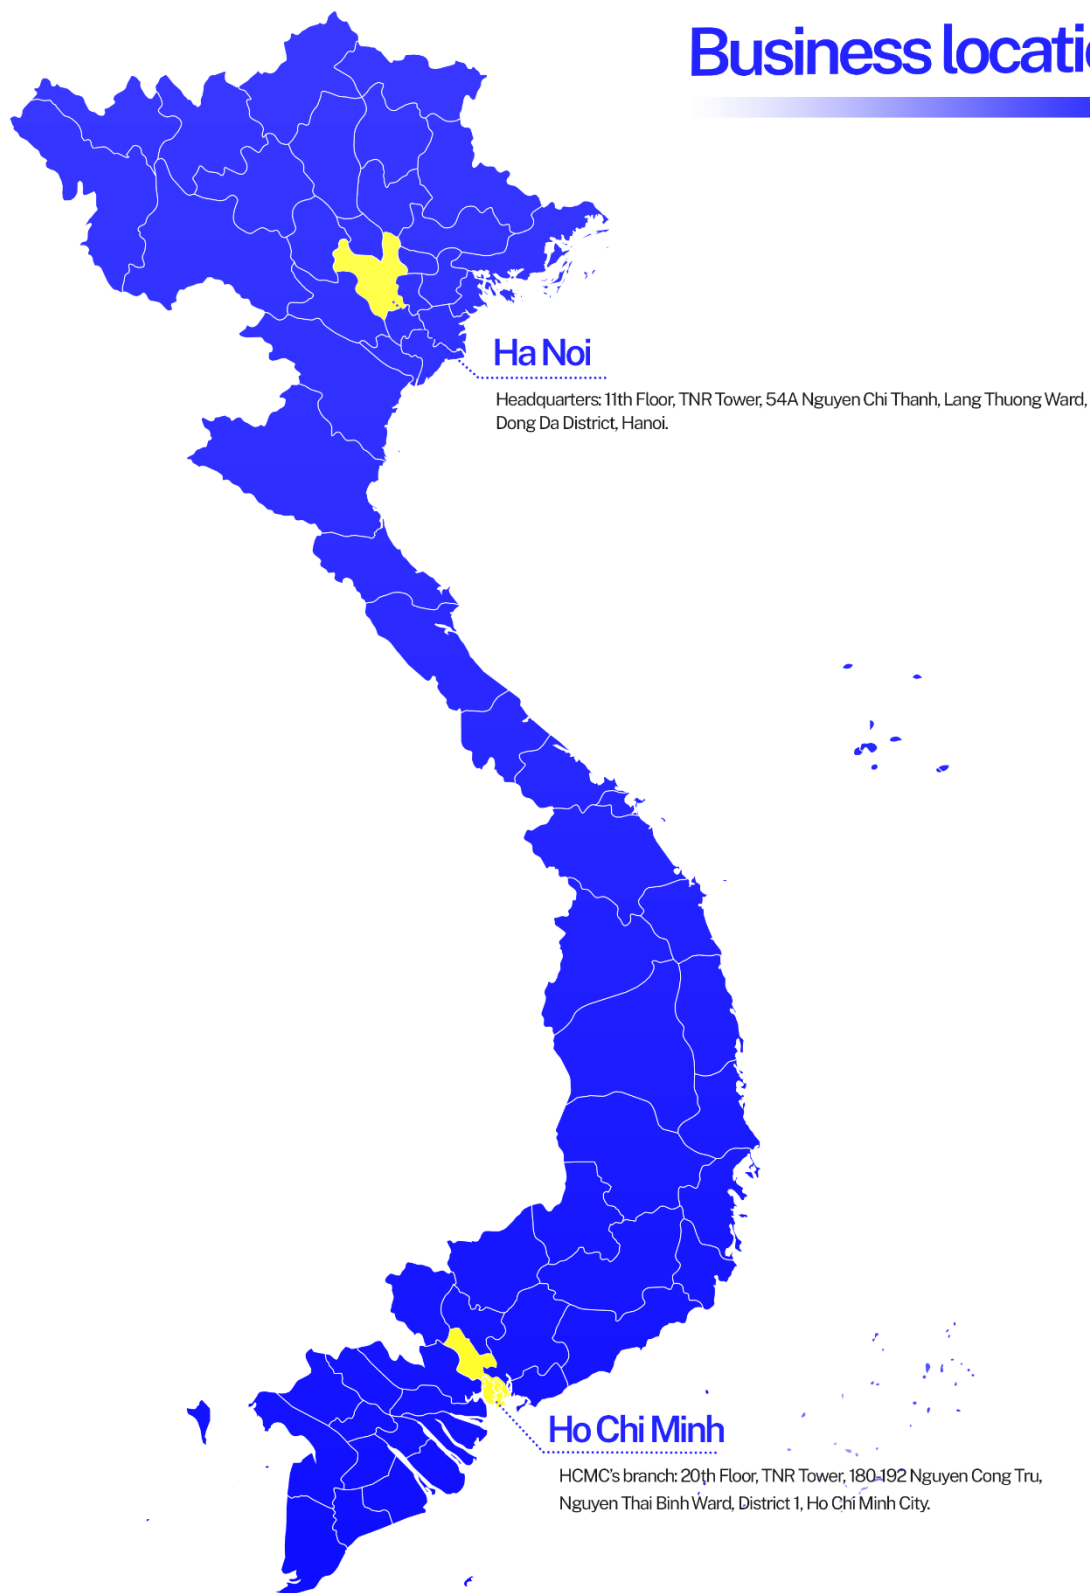 Business locatio
Ha Noi
Headquarters: 11th Floor, TNR Tower, 54A Nguyen Chi Thanh, Lang Thuong Ward,
Dong Da District, Hanoi.
Ho Chi Minh
HCMC's branch: 20th Floor, TNR Tower, 180-192 Nguyen Cong Tru,
Nguyen Thai Binh Ward, District 1, Ho Chi Minh City.